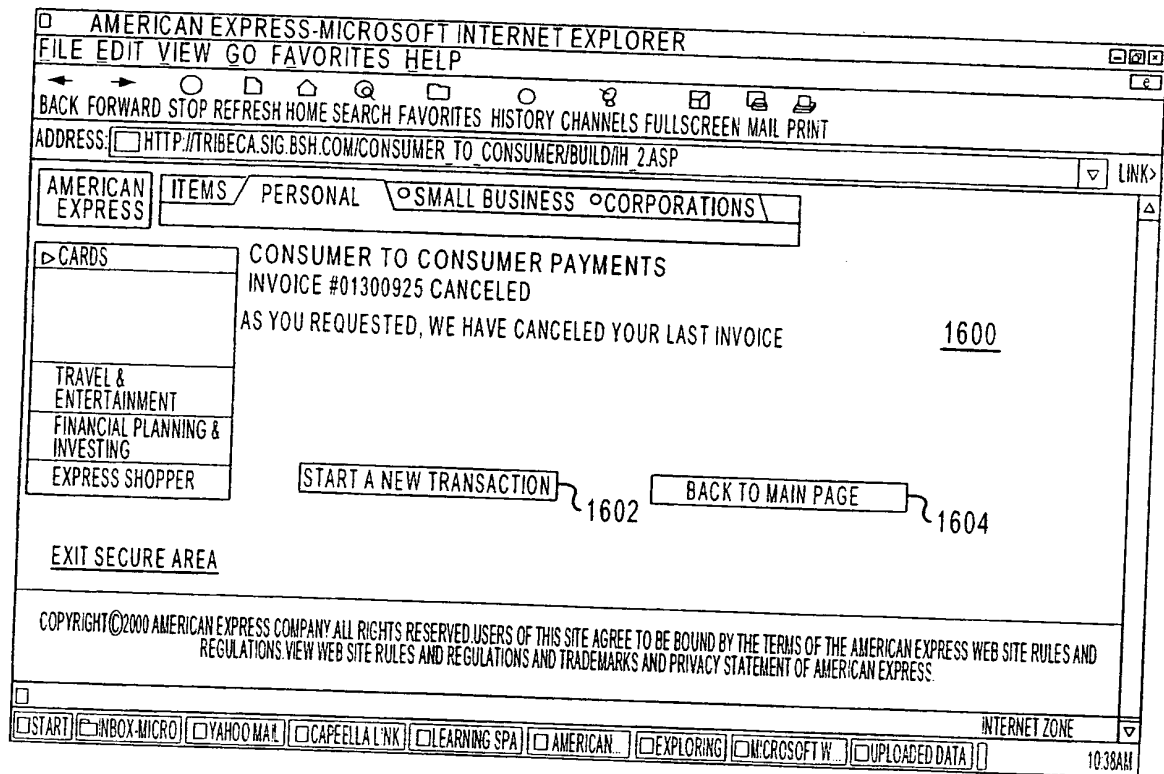 AMERICAN EXPRESS-MICROSOFT INTERNET EXPLORER
FILE EDIT VIEW GO FAVORITES HELP
e
BACK FORWARD STOP REFRESH HOME SEARCH FAVORITES HISTORY CHANNELS FULLSCREEN MAIL PRINT
ADDRESS: HTTP://TRIBECA.SIG.BSH.COM/CONSUMER_TO_CONSUMER/BUILD/IH_2.ASP
LINK>
AMERICAN
EXPRESS
ITEMS PERSONAL SMALL BUSINESS CORPORATIONS
CARDS
TRAVEL &
ENTERTAINMENT
FINANCIAL PLANNING &
INVESTING
EXPRESS SHOPPER
CONSUMER TO CONSUMER PAYMENTS
INVOICE #01300925 CANCELED
AS YOU REQUESTED, WE HAVE CANCELED YOUR LAST INVOICE
1600
START A NEW TRANSACTION
1602
BACK TO MAIN PAGE
1604
EXIT SECURE AREA
COPYRIGHT©2000 AMERICAN EXPRESS COMPANY.ALL RIGHTS RESERVED.USERS OF THIS SITE AGREE TO BE BOUND BY THE TERMS OF THE AMERICAN EXPRESS WEB SITE RULES AND
REGULATIONS.VIEW WEB SITE RULES AND REGULATIONS AND TRADEMARKS AND PRIVACY STATEMENT OF AMERICAN EXPRESS.
INTERNET ZONE
START INBOX-MICRO YAHOO MAIL CAPEELLA LINK LEARNING SPA AMERICAN... EXPLORING MICROSOFT W... UPLOADED DATA 10:38AM